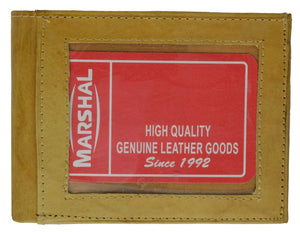 MARSHAL
HIGH QUALITY
GENUINE LEATHER GOODS
Since 1992